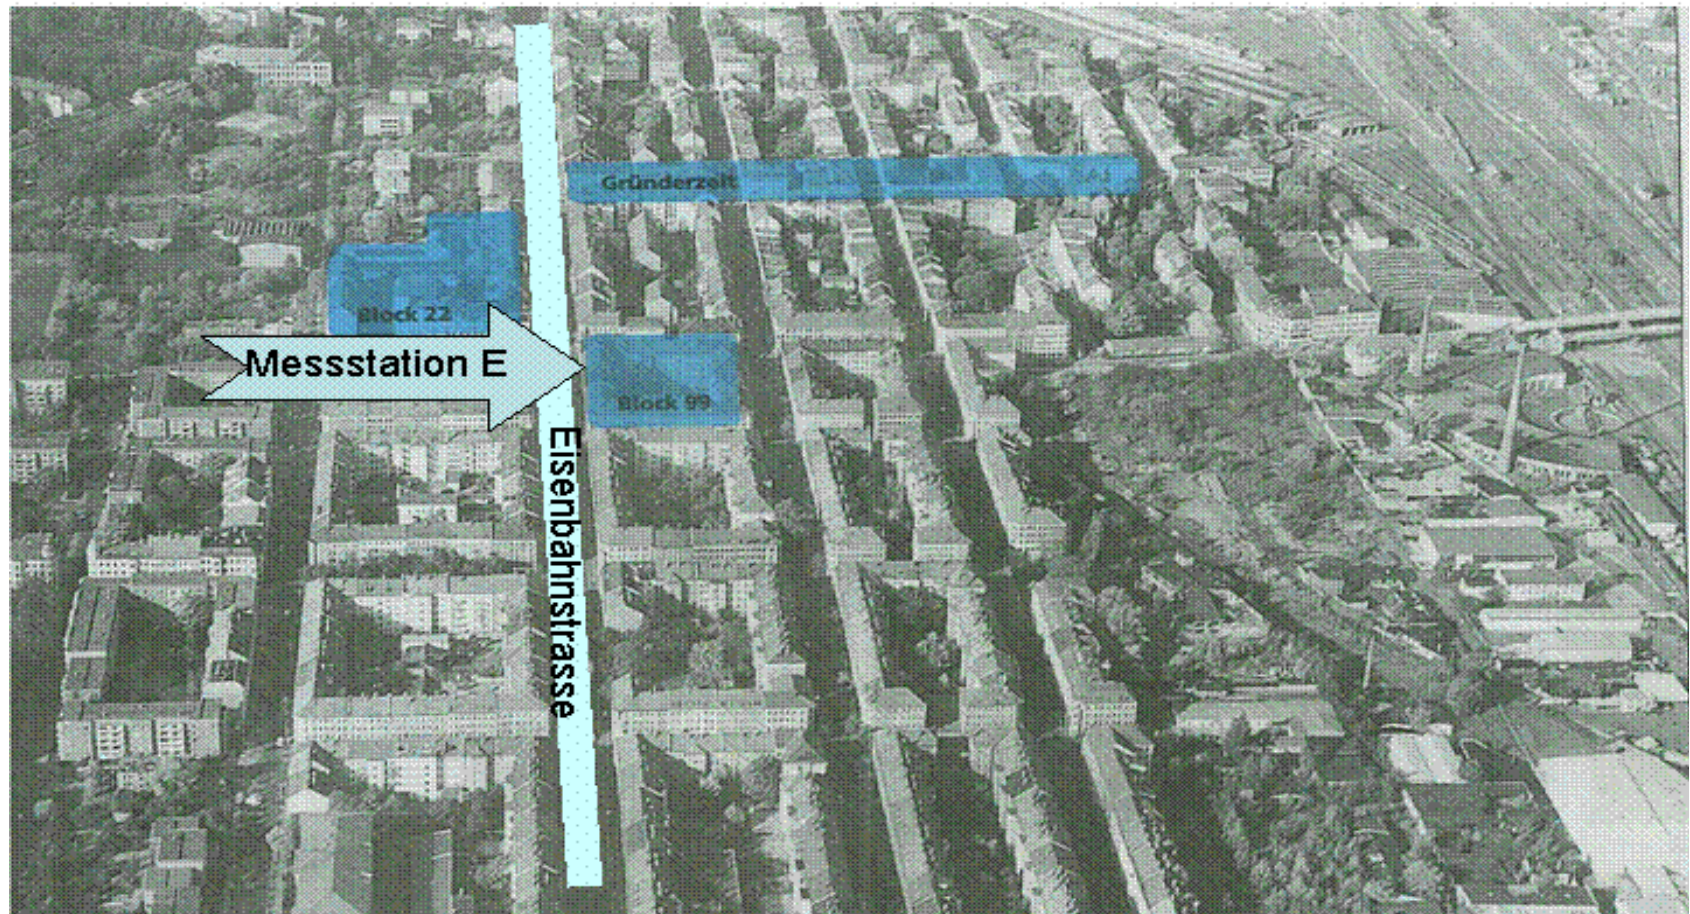 Gründerzeit
Block 22
Messstation E
Block 99
Eisenbahnstrasse